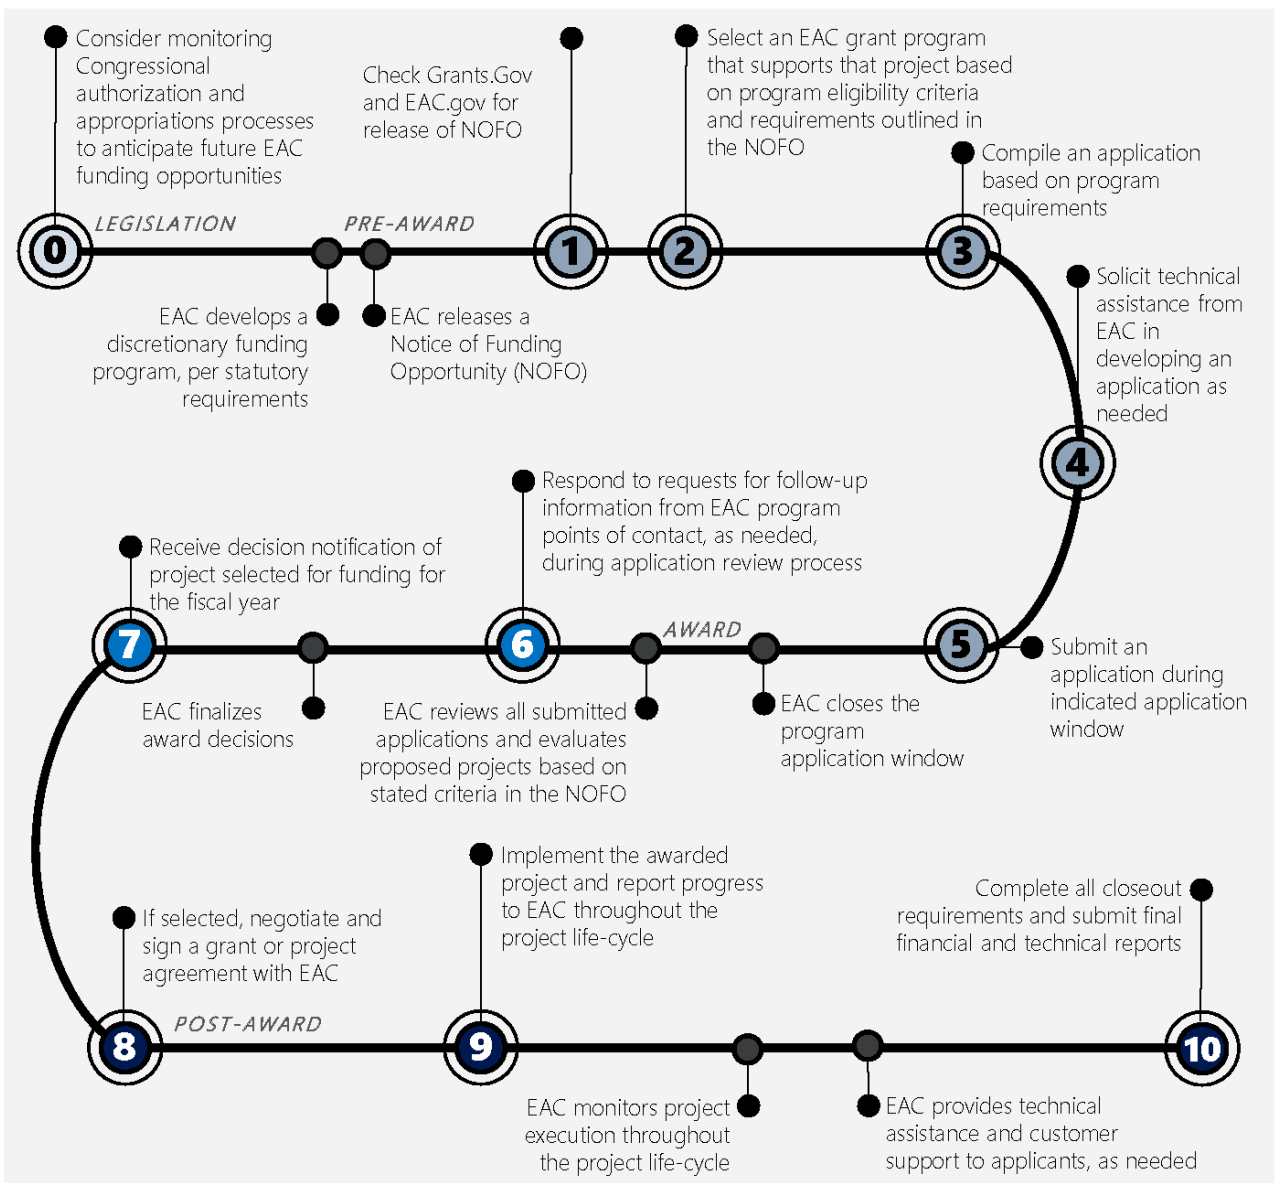 Consider monitoring
Congressional
authorization and
appropriations processes
to anticipate future EAC
funding opportunities
Check Grants.Gov
and EAC.gov for
release of NOFO
Select an EAC grant program
that supports that project based
on program eligibility criteria
and requirements outlined in
the NOFO
Compile an application
based on program
requirements
LEGISLATION
PRE-AWARD
0
1
2
3
EAC develops a
discretionary funding
program, per statutory
requirements
EAC releases a
Notice of Funding
Opportunity (NOFO)
Solicit technical
assistance from
EAC in
developing an
application as
needed
4
Respond to requests for follow-up
information from EAC program
points of contact, as needed,
during application review process
Receive decision notification of
project selected for funding for
the fiscal year
AWARD
7
6
5
Submit an
application during
indicated application
window
EAC finalizes
award decisions
EAC reviews all submitted
applications and evaluates
proposed projects based on
stated criteria in the NOFO
EAC closes the
program
application window
Implement the awarded
project and report progress
to EAC throughout the
project life-cycle
Complete all closeout
requirements and submit final
financial and technical reports
If selected, negotiate and
sign a grant or project
agreement with EAC
POST-AWARD
8
9
10
EAC monitors project
execution throughout
the project life-cycle
EAC provides technical
assistance and customer
support to applicants, as needed